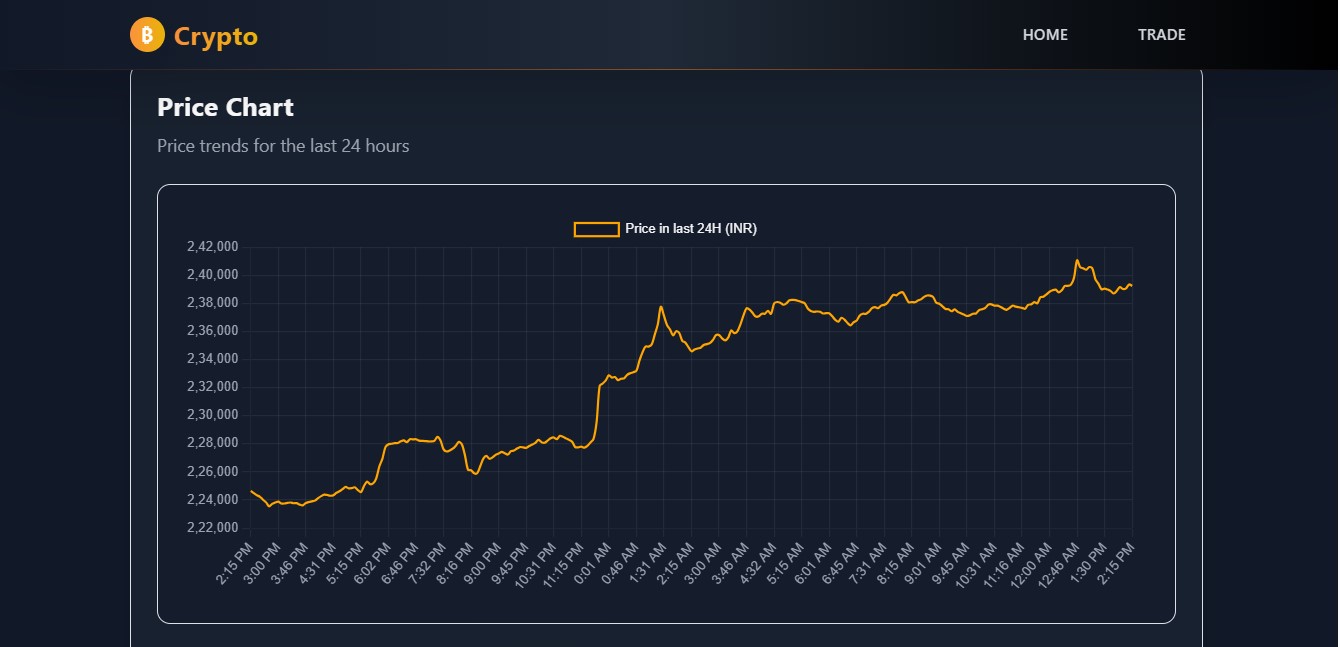 ₿ Crypto
HOME
TRADE
Price Chart
Price trends for the last 24 hours
Price in last 24H (INR)
2,42,000
2,40,000
2,38,000
2,36,000
2,34,000
2,32,000
2,30,000
2,28,000
2,26,000
2,24,000
2,22,000
2:15 PM
3:00 PM
3:46 PM
4:31 PM
5:15 PM
6:02 PM
6:46 PM
7:32 PM
8:16 PM
9:00 PM
9:45 PM
10:31 PM
11:15 PM
0:01 AM
0:46 AM
1:31 AM
2:15 AM
3:00 AM
3:46 AM
4:32 AM
5:15 AM
6:01 AM
6:45 AM
7:31 AM
8:15 AM
9:01 AM
9:45 AM
10:31 AM
11:16 AM
12:00 AM
12:46 AM
1:30 PM
2:15 PM